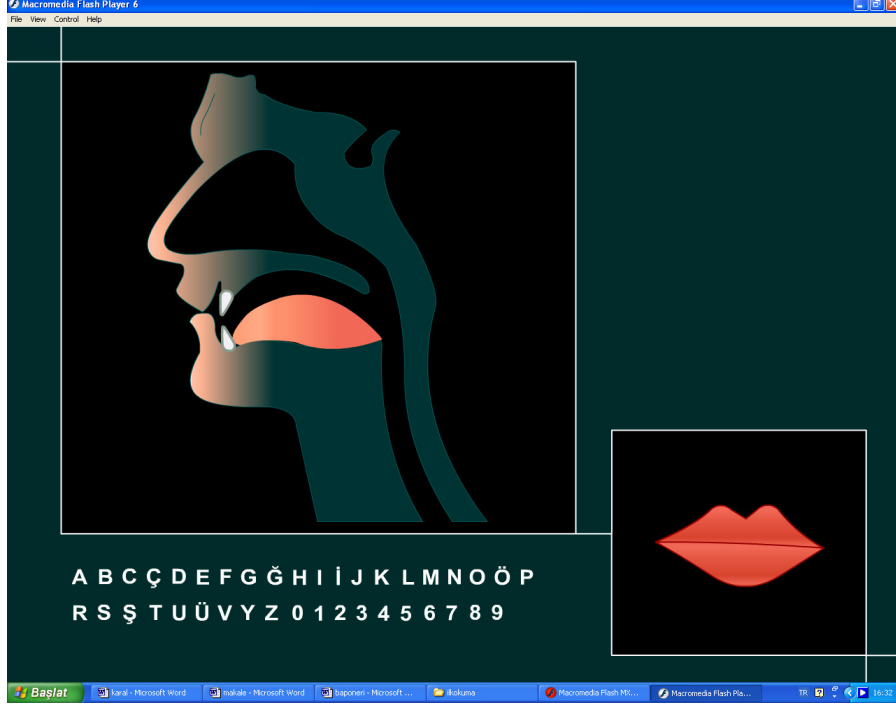 Macromedia Flash Player 6
File View Control Help
A B C Ç D E F G Ğ H I İ J K L M N O Ö P
R S Ş T U Ü V Y Z 0 1 2 3 4 5 6 7 8 9
Başlat karal - Microsoft Word makale - Microsoft Word baponeri - Microsoft ... ilkokuma Macromedia Flash MX... Macromedia Flash Pla... TR 16:32